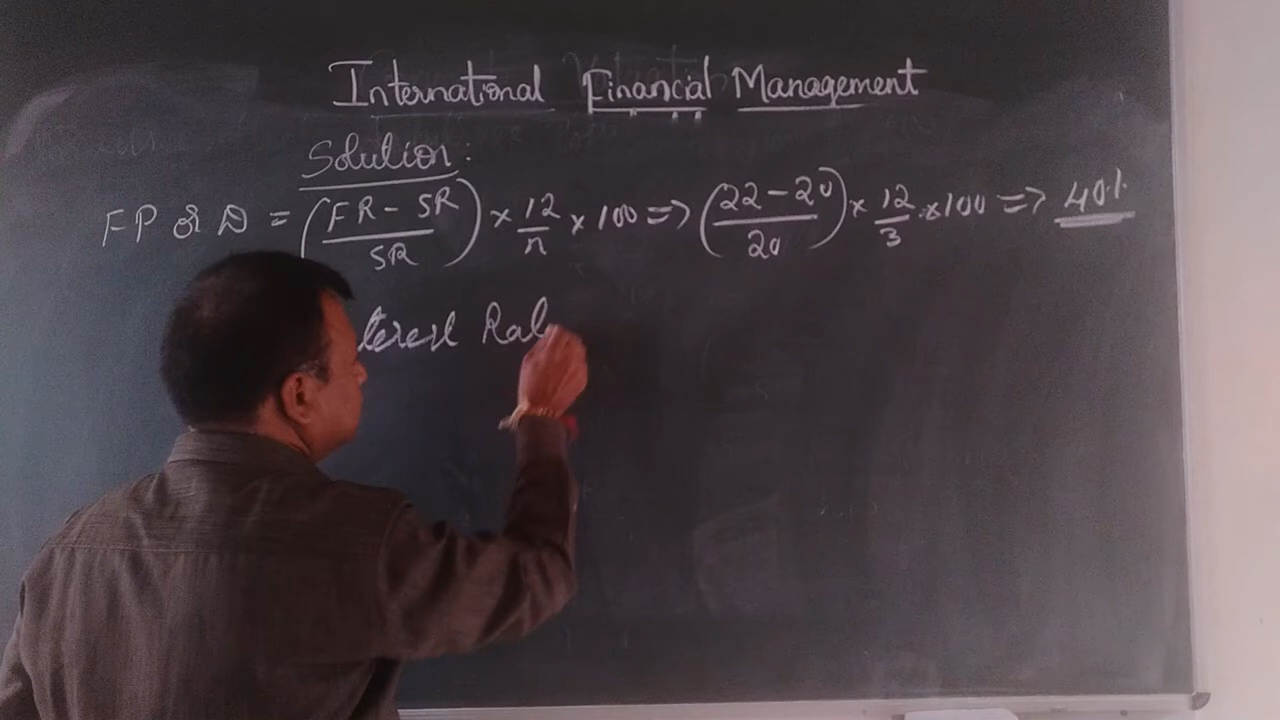 International Financial Management
Solution:
FP or D = (FR - SR / SR) × 12/n × 100 => (22 - 20 / 20) × 12/3 × 100 => 40%
terest Rat